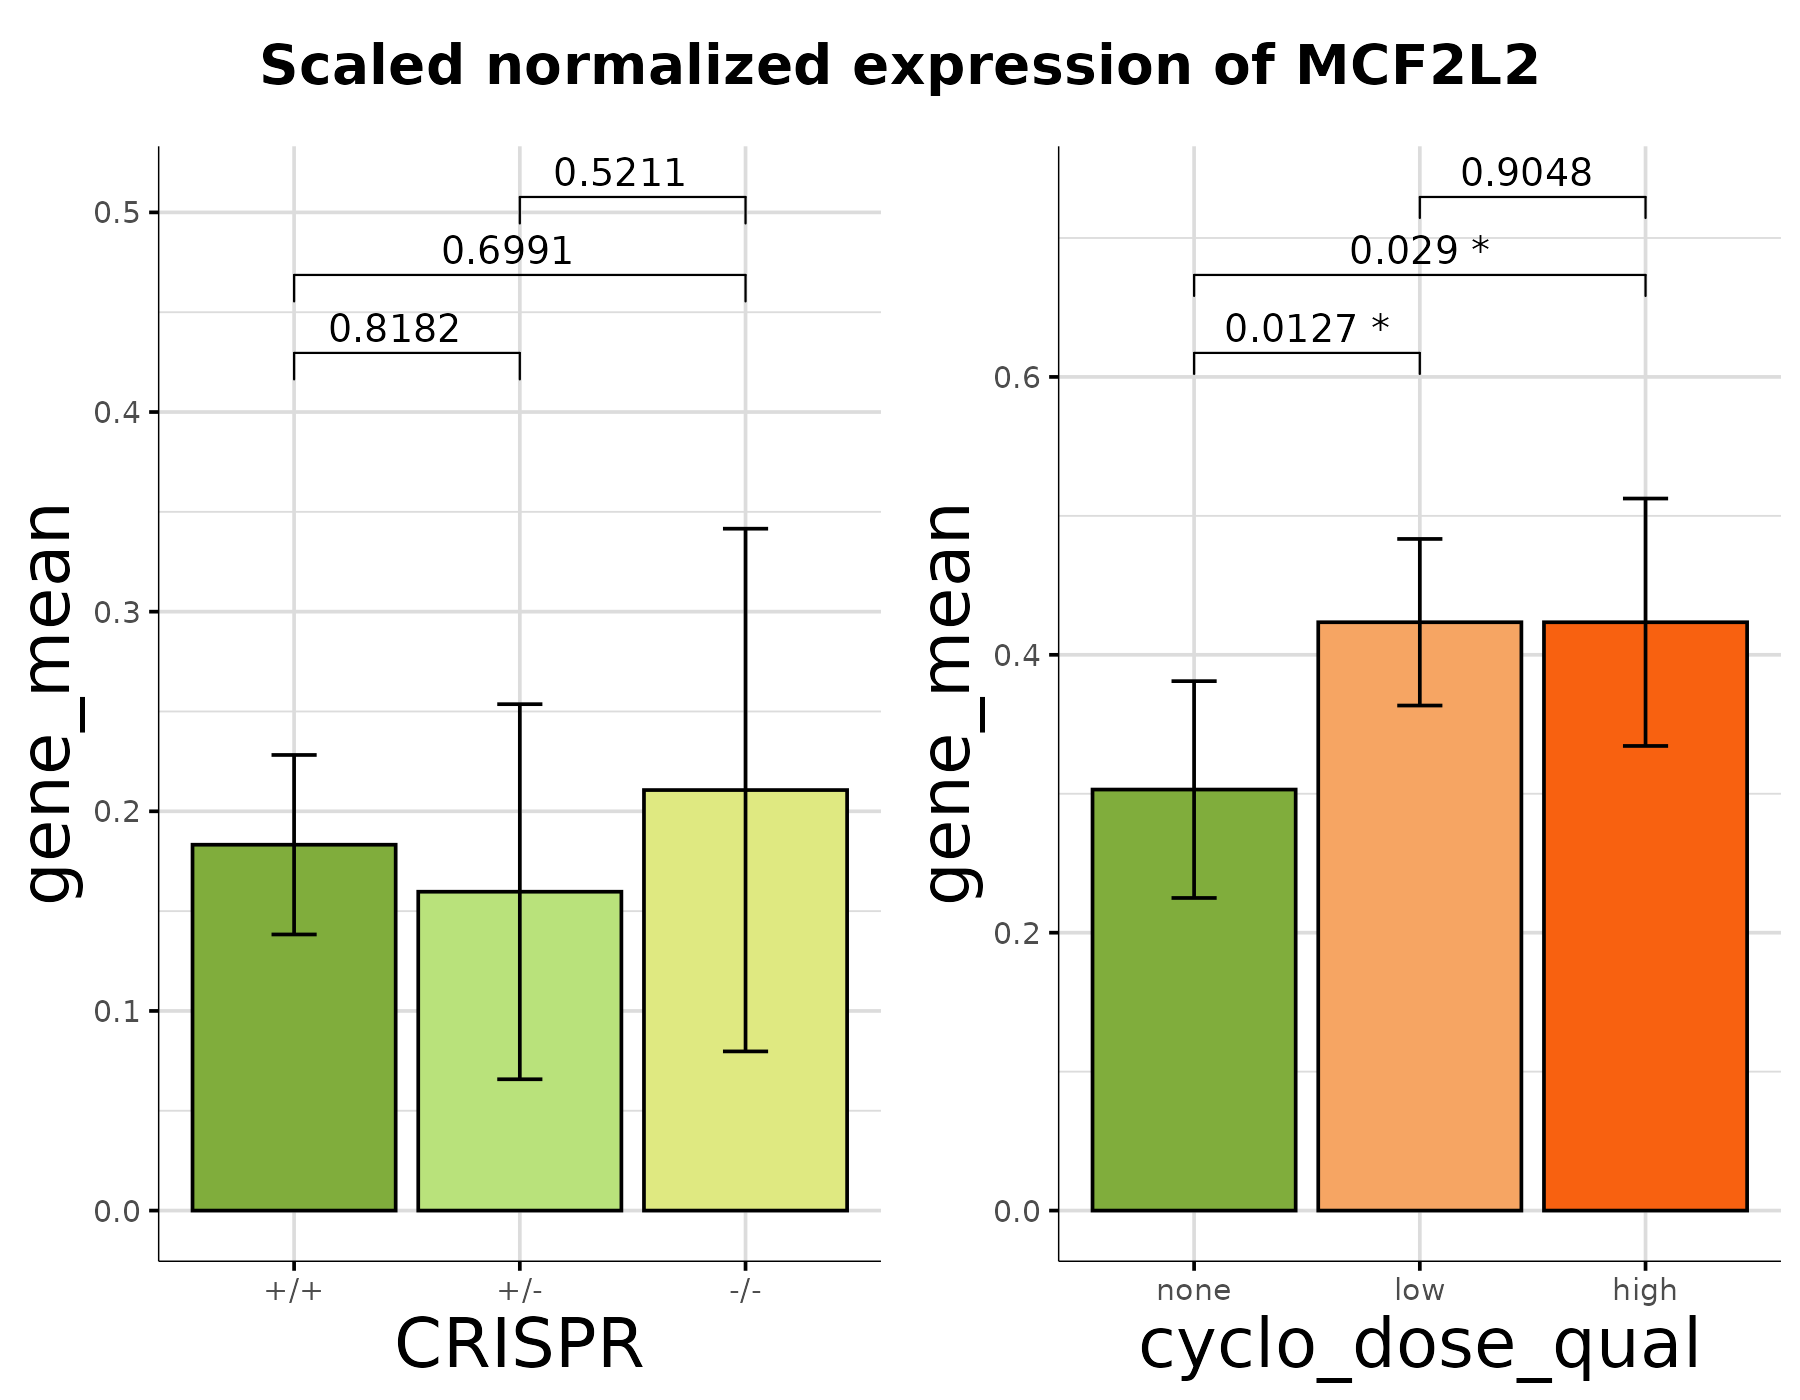 Scaled normalized expression of MCF2L2
gene_mean
0.5
0.4
0.3
0.2
0.1
0.0
0.5211
0.6991
0.8182
+/+
+/-
-/-
CRISPR
gene_mean
0.6
0.4
0.2
0.0
0.9048
0.029 *
0.0127 *
none
low
high
cyclo_dose_qual